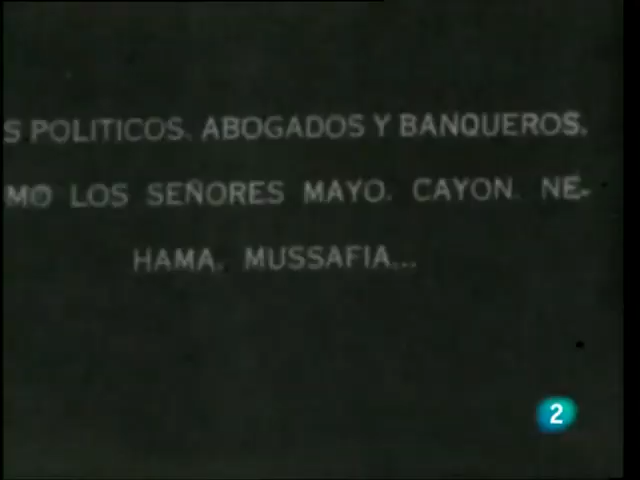 S POLITICOS. ABOGADOS Y BANQUEROS.
MO LOS SEÑORES MAYO. CAYON. NE-
HAMA. MUSSAFIA...
2